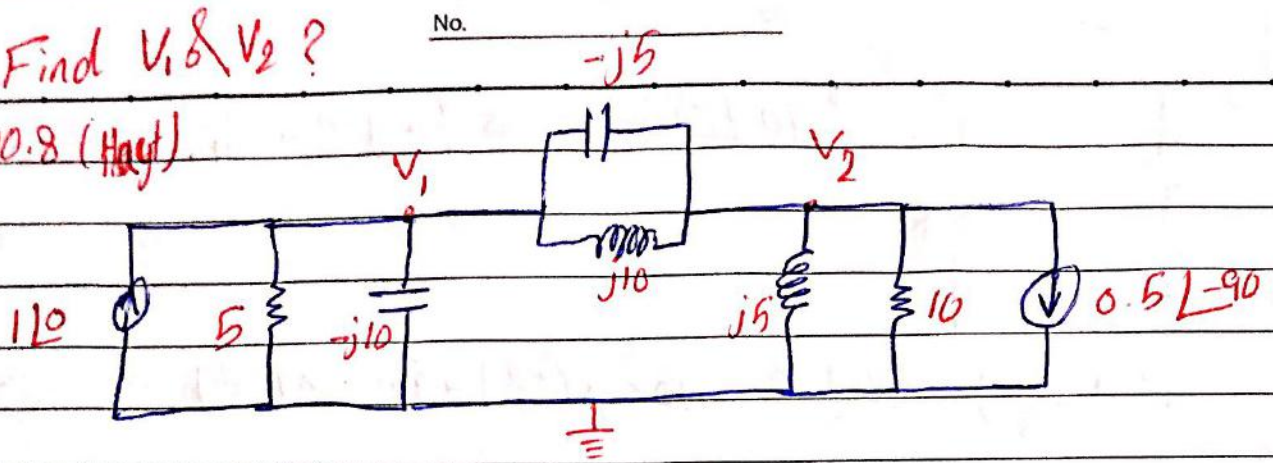 No.
Find V₁ & V₂ ?
-j5
0.8 (Hayt)
V₁
V₂
j10
1∠0
5
-j10
j5
10
0.5∠-90